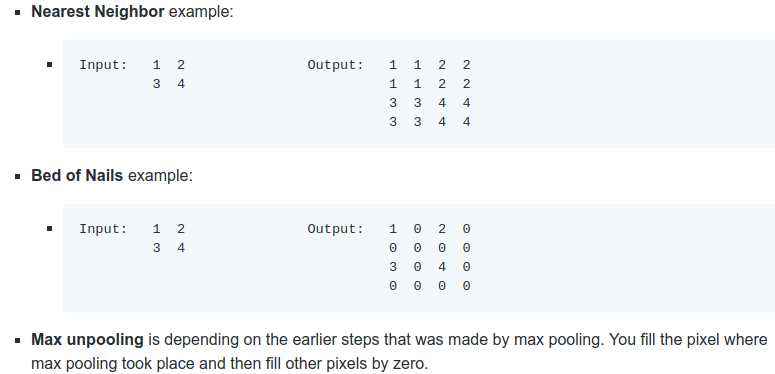 Nearest Neighbor example:
Input: 1 2 Output: 1 1 2 2
3 4 1 1 2 2
3 3 4 4
3 3 4 4
Bed of Nails example:
Input: 1 2 Output: 1 0 2 0
3 4 0 0 0 0
3 0 4 0
0 0 0 0
Max unpooling is depending on the earlier steps that was made by max pooling. You fill the pixel where
max pooling took place and then fill other pixels by zero.